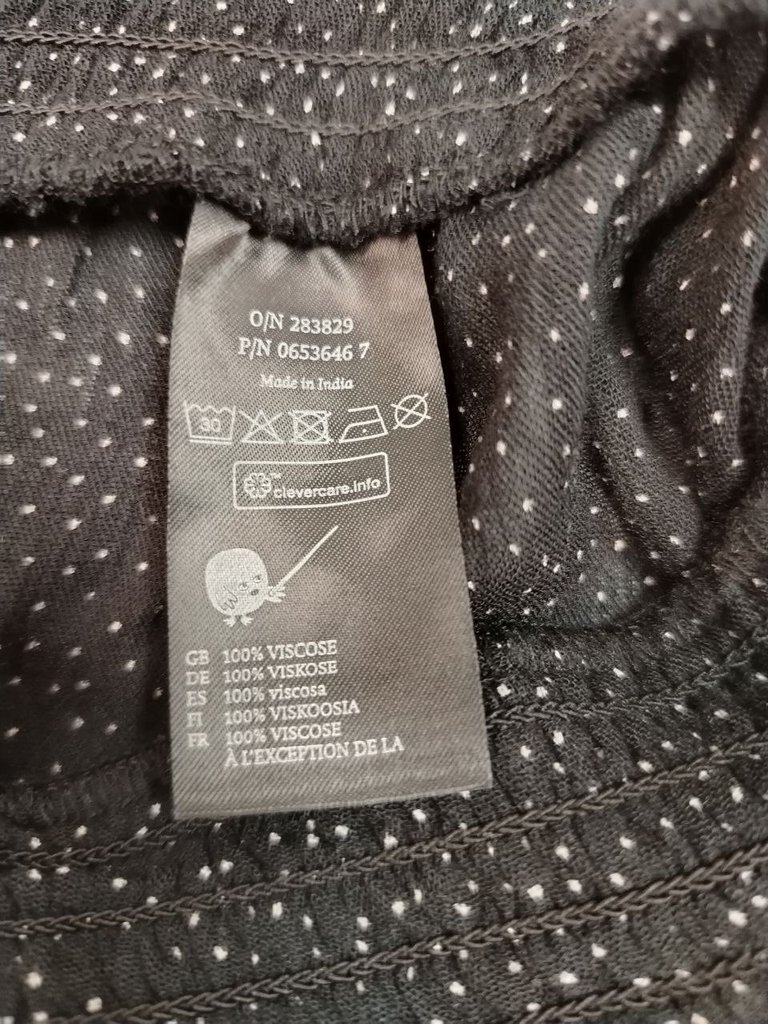 O/N 283829
P/N 0653646 7
Made in India
30
clevercare.info
W
GB 100% VISCOSE
DE 100% VISKOSE
ES 100% viscosa
FI 100% VISKOOSIA
FR 100% VISCOSE
À L'EXCEPTION DE LA